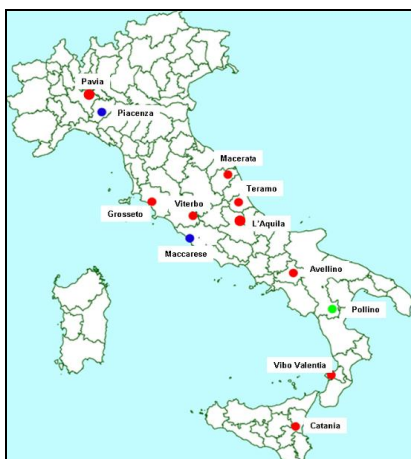 Pavia
Piacenza
Macerata
Teramo
Grosseto
Viterbo
L'Aquila
Maccarese
Avellino
Pollino
Vibo Valentia
Catania